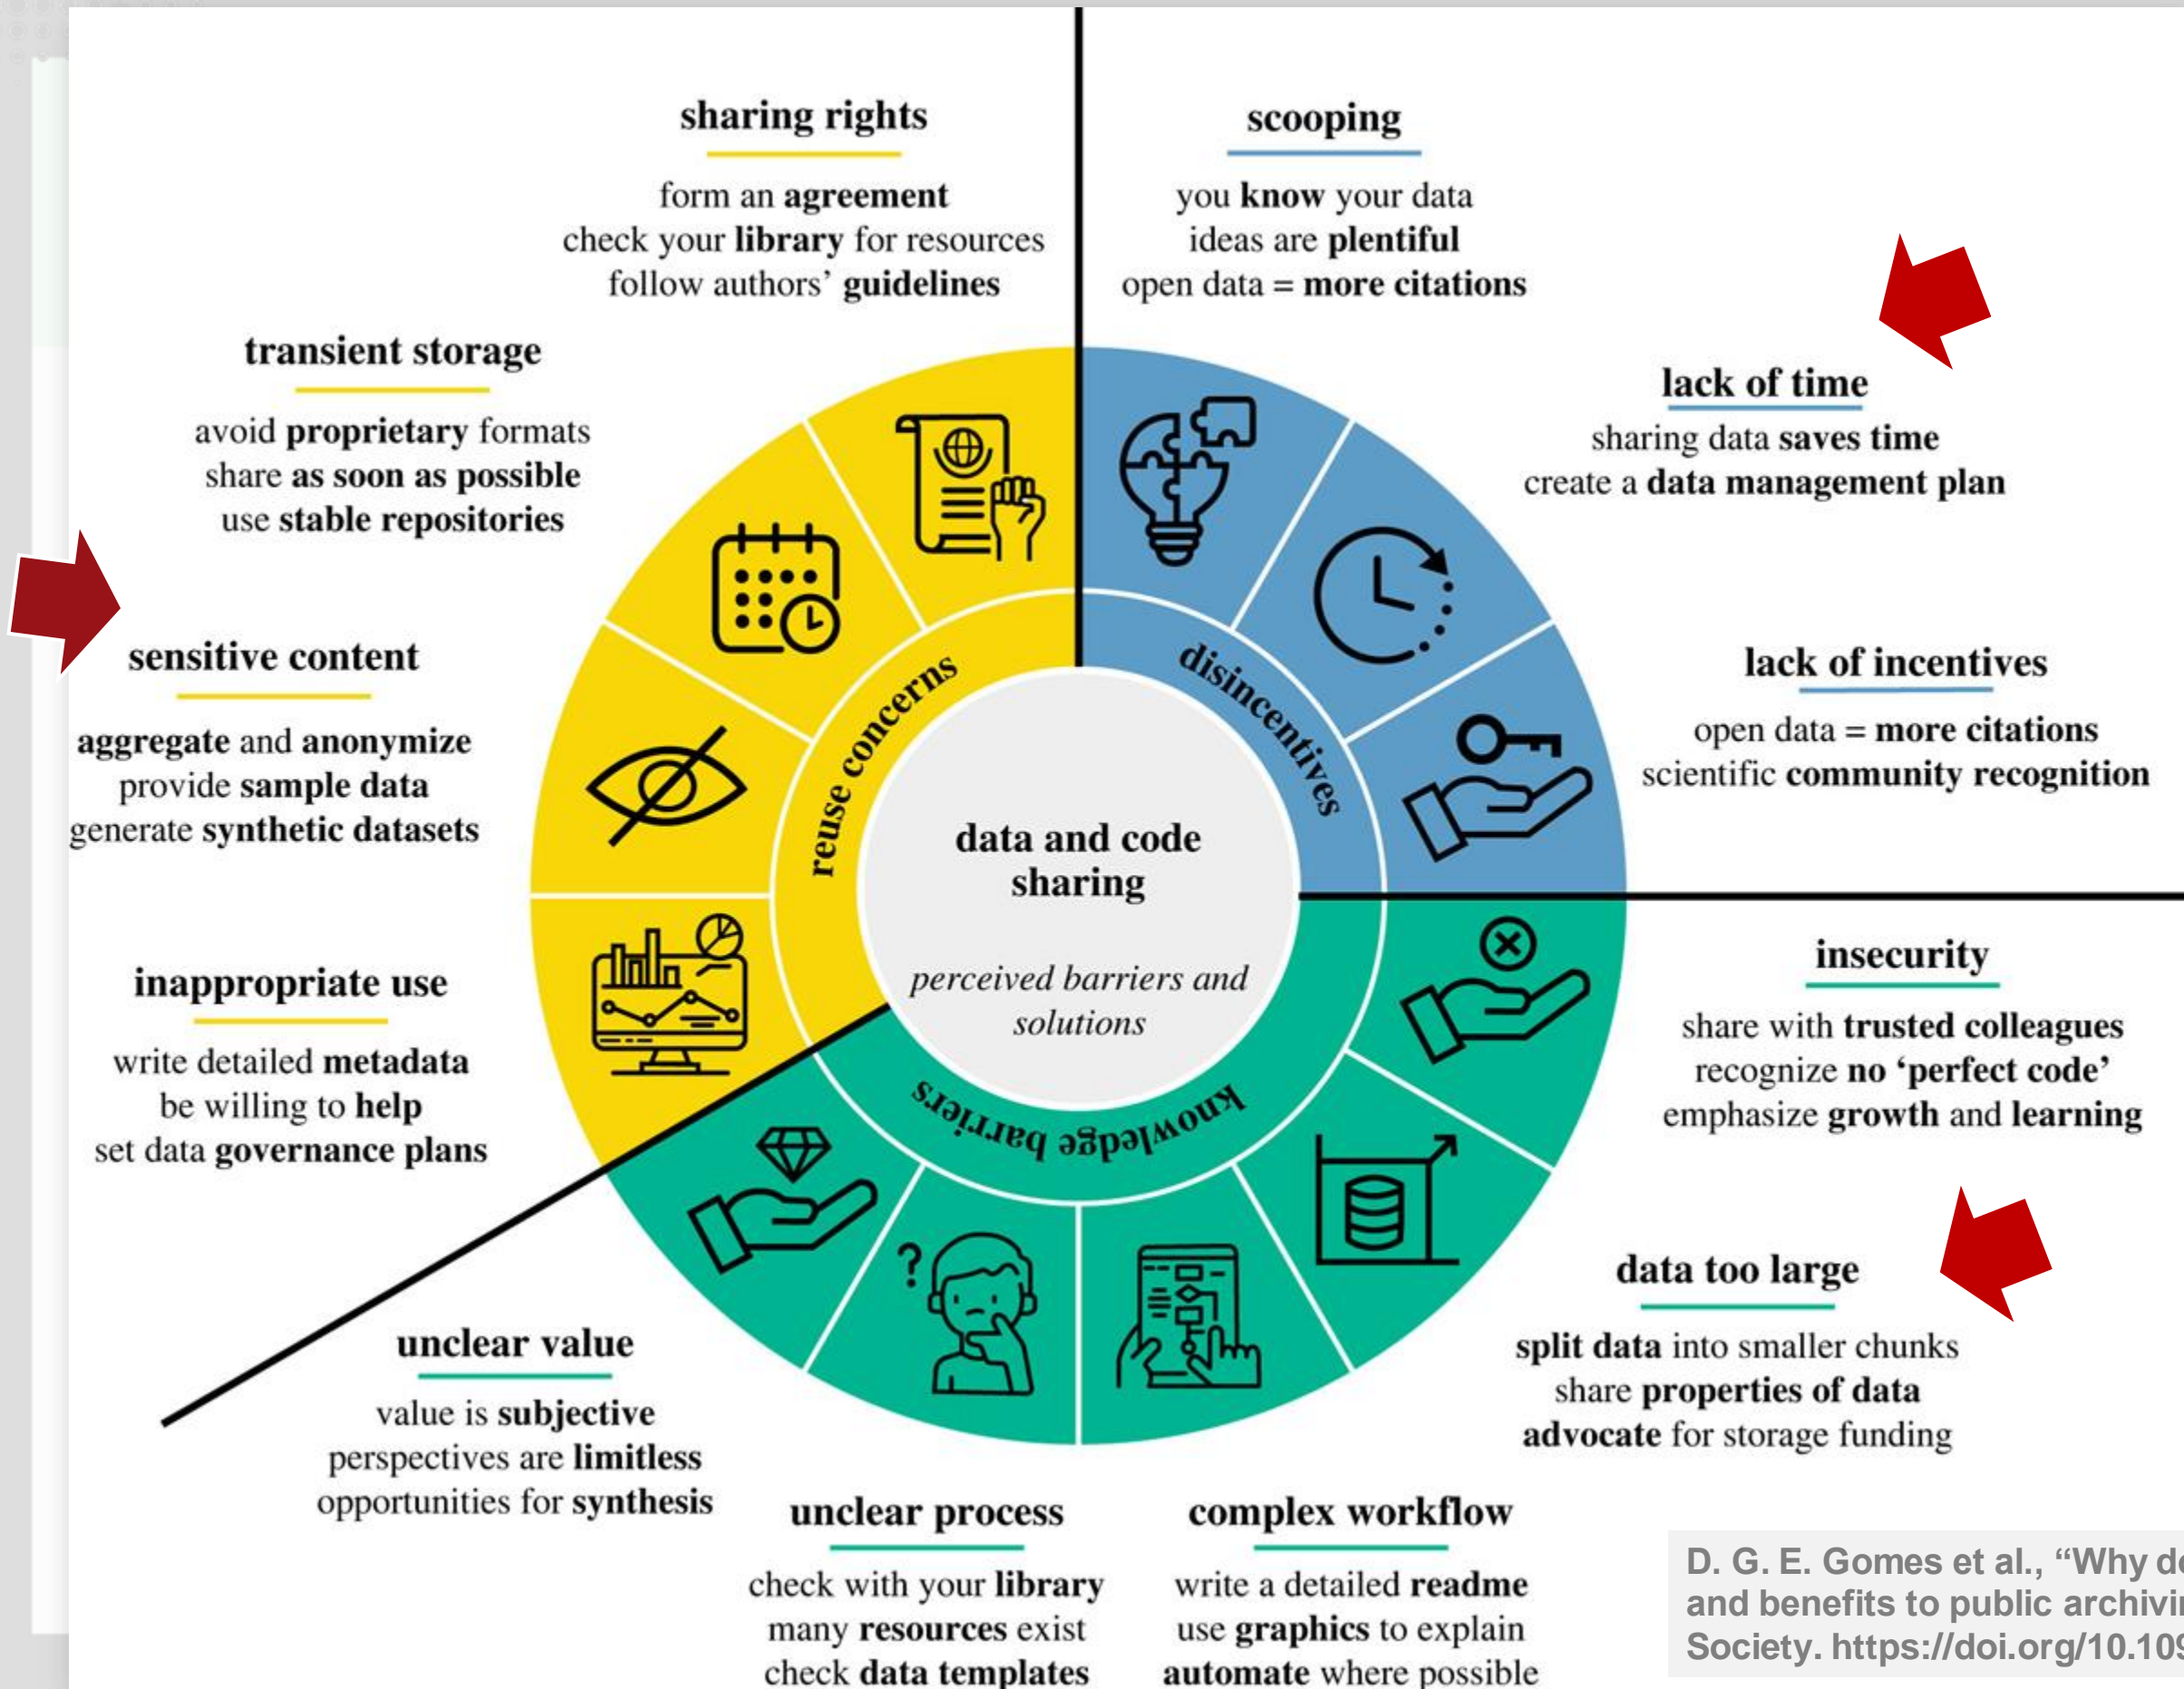 sharing rights
form an agreement
check your library for resources
follow authors’ guidelines
scooping
you know your data
ideas are plentiful
open data = more citations
transient storage
avoid proprietary formats
share as soon as possible
use stable repositories
lack of time
sharing data saves time
create a data management plan
sensitive content
aggregate and anonymize
provide sample data
generate synthetic datasets
lack of incentives
open data = more citations
scientific community recognition
reuse concerns
disincentives
data and code
sharing
perceived barriers and
solutions
knowledge barriers
inappropriate use
write detailed metadata
be willing to help
set data governance plans
insecurity
share with trusted colleagues
recognize no ‘perfect code’
emphasize growth and learning
data too large
split data into smaller chunks
share properties of data
advocate for storage funding
unclear value
value is subjective
perspectives are limitless
opportunities for synthesis
?
unclear process
check with your library
many resources exist
check data templates
complex workflow
write a detailed readme
use graphics to explain
automate where possible
D. G. E. Gomes et al., “Why
and benefits to public
Society. https://doi.org/10.109